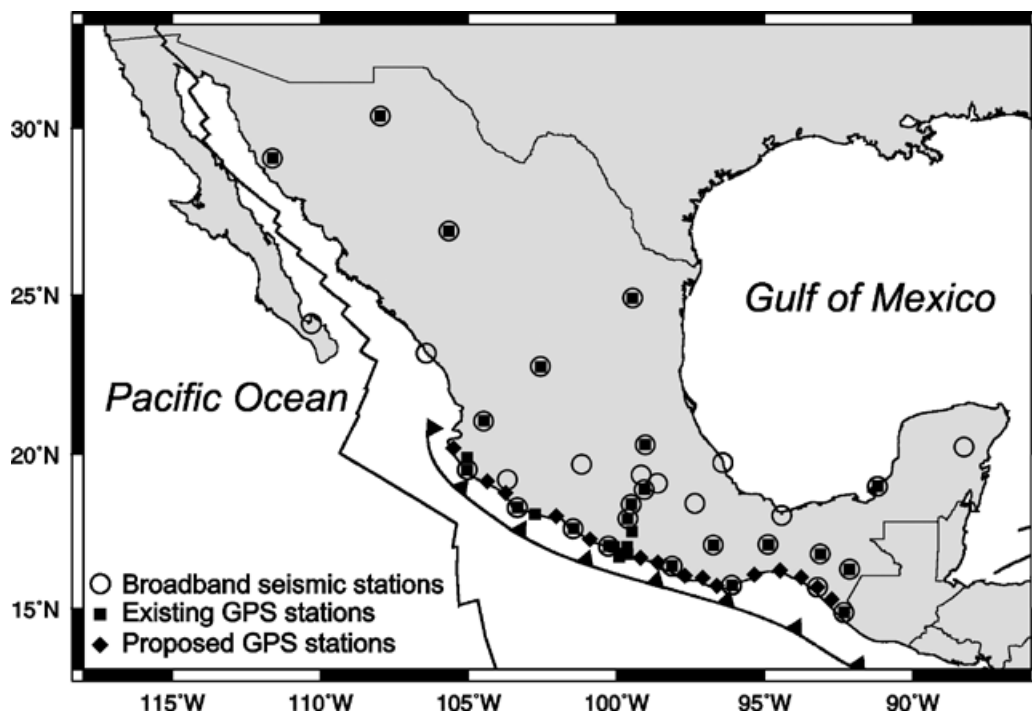 30°N
25°N
20°N
15°N
Gulf of Mexico
Pacific Ocean
Broadband seismic stations
Existing GPS stations
Proposed GPS stations
115°W
110°W
105°W
100°W
95°W
90°W